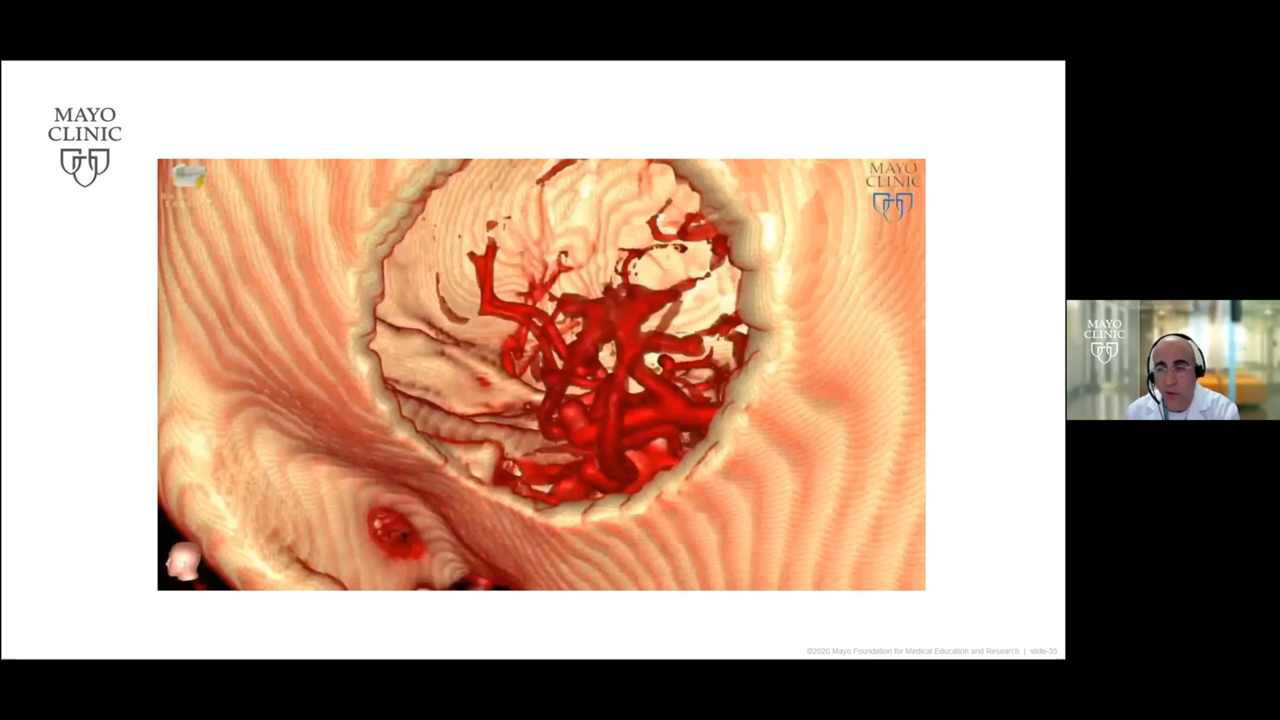 MAYO
CLINIC
MAYO
CLINIC
MAYO
CLINIC
©2020 Mayo Foundation for Medical Education and Research | slide-35